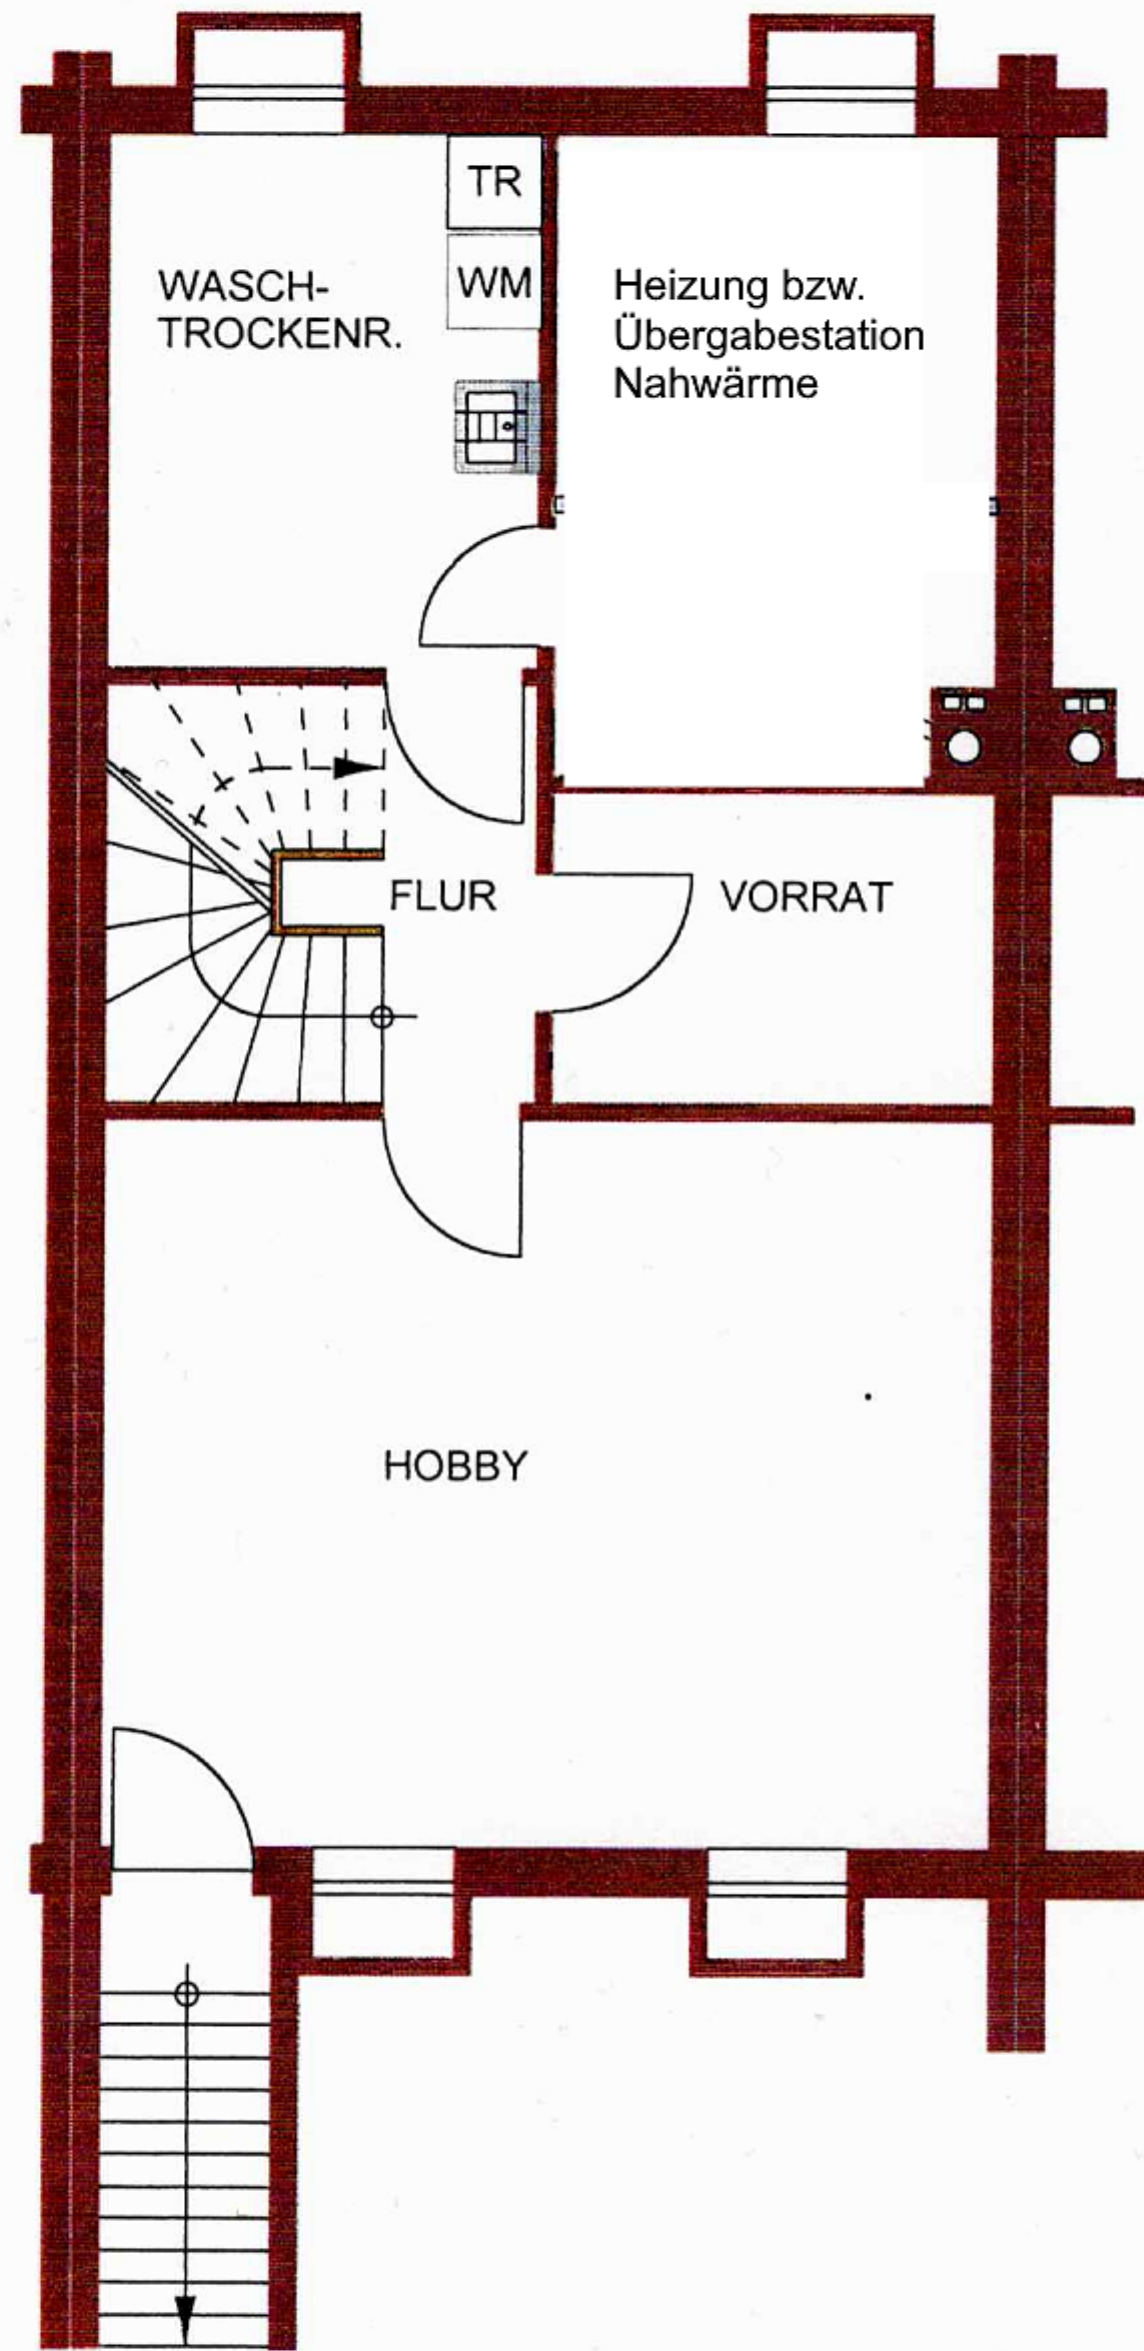 TR
WM
WASCH-
TROCKENR.
Heizung bzw.
Übergabestation
Nahwärme
FLUR
VORRAT
HOBBY